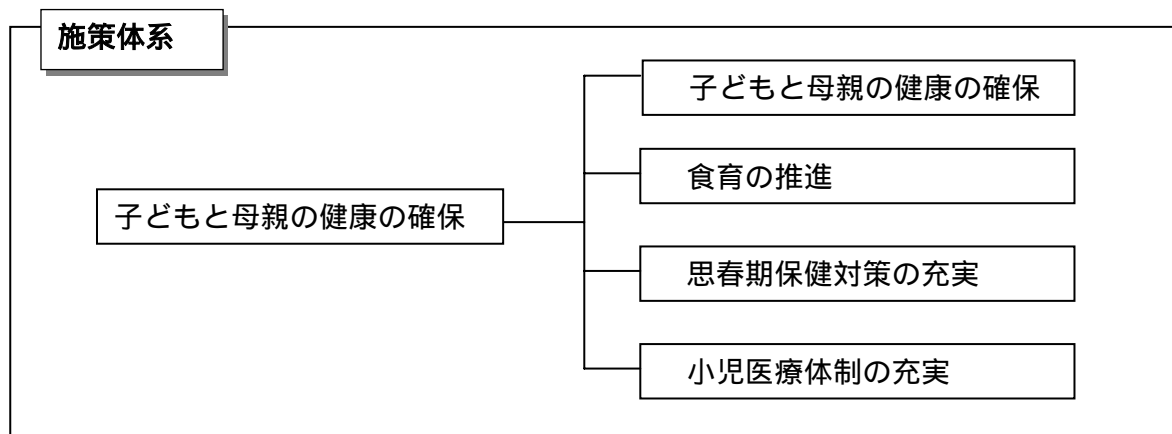 施策体系
子どもと母親の健康の確保
子どもと母親の健康の確保
食育の推進
思春期保健対策の充実
小児医療体制の充実